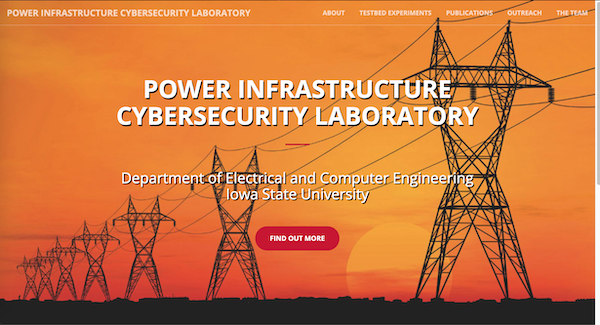 POWER INFRASTRUCTURE CYBERSECURITY LABORATORY
ABOUT TESTBED EXPERIMENTS PUBLICATIONS OUTREACH THE TEAM
POWER INFRASTRUCTURE
CYBERSECURITY LABORATORY
Department of Electrical and Computer Engineering
Iowa State University
FIND OUT MORE